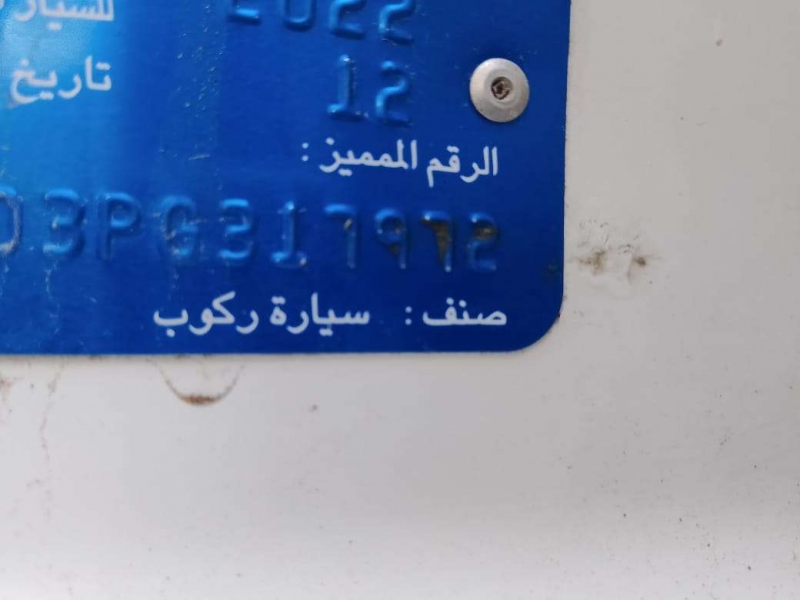 2022
12
تاريخ
الرقم المميز :
3PG317972
صنف : سيارة ركوب